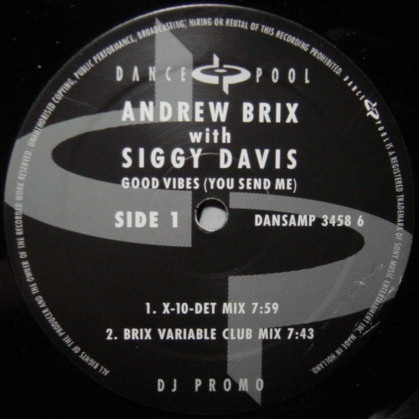 ALL RIGHTS OF THE PRODUCER AND THE OWNER OF THE RECORDED WORK RESERVED. UNAUTHORISED COPYING, PUBLIC PERFORMANCE, BROADCASTING, HIRING OR RENTAL OF THIS RECORDING PROHIBITED. DANCE POOL IS A REGISTERED TRADEMARK OF SONY MUSIC ENTERTAINMENT INC. MADE IN HOLLAND.
DANCE POOL
ANDREW BRIX
with
SIGGY DAVIS
GOOD VIBES (YOU SEND ME)
SIDE 1 DANSAMP 3458 6
1. X-10-DET MIX 7:59
2. BRIX VARIABLE CLUB MIX 7:43
DJ PROMO